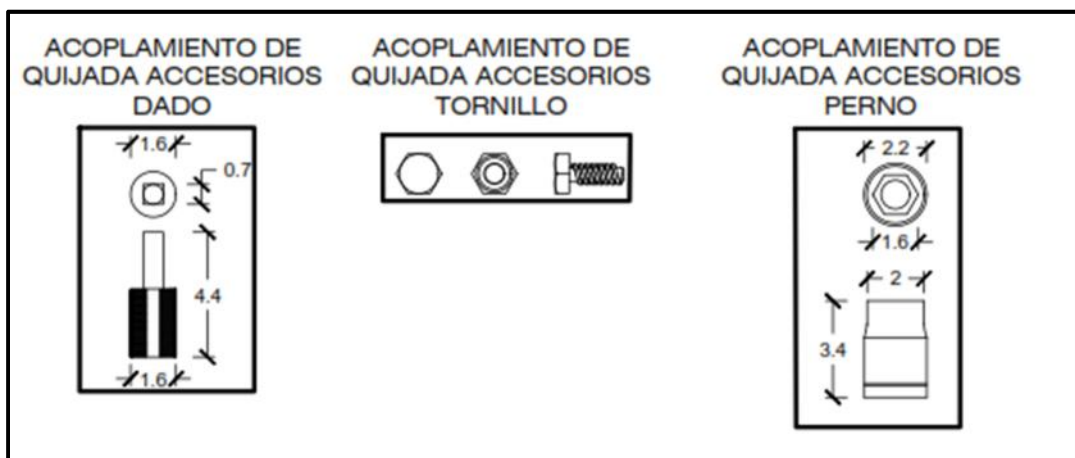 ACOPLAMIENTO DE
QUIJADA ACCESORIOS
DADO
1.6
0.7
4.4
1.6
ACOPLAMIENTO DE
QUIJADA ACCESORIOS
TORNILLO
ACOPLAMIENTO DE
QUIJADA ACCESORIOS
PERNO
2.2
1.6
2
3.4